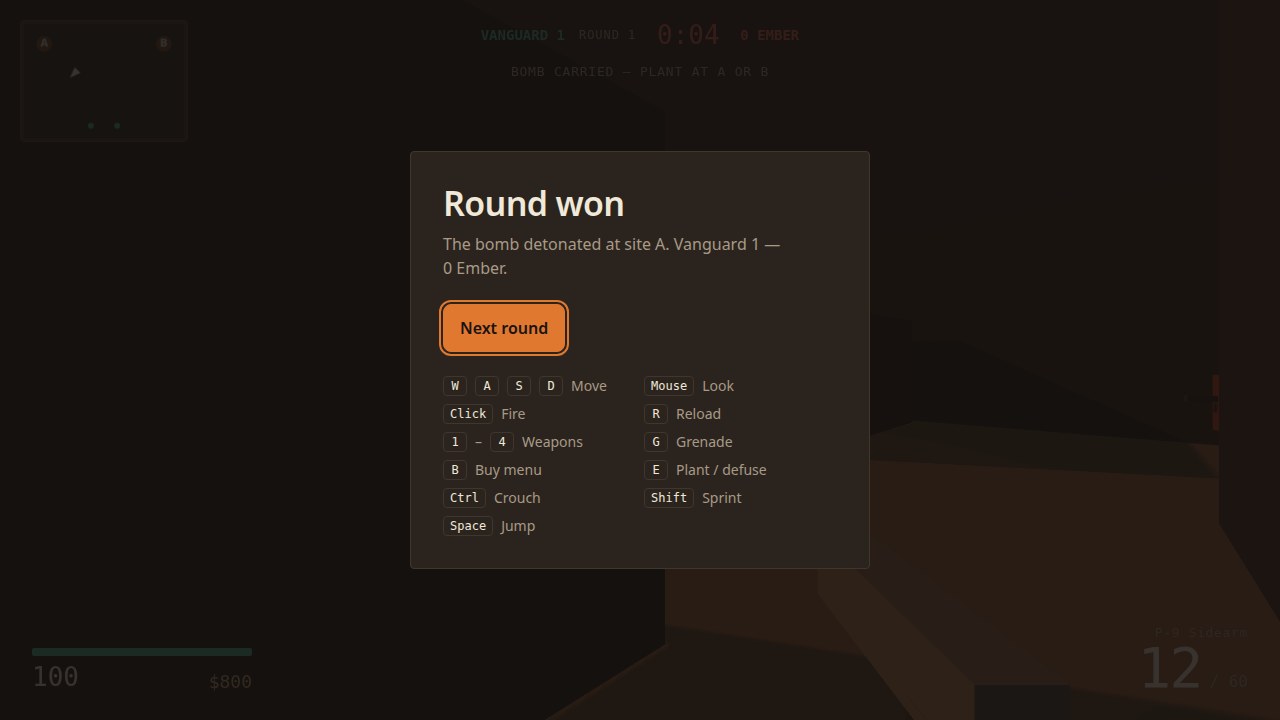 A B
VANGUARD 1 ROUND 1 0:04 0 EMBER
BOMB CARRIED — PLANT AT A OR B
Round won
The bomb detonated at site A. Vanguard 1 —
0 Ember.
Next round
W A S D Move Mouse Look
Click Fire R Reload
1 – 4 Weapons G Grenade
B Buy menu E Plant / defuse
Ctrl Crouch Shift Sprint
Space Jump
P-9 Sidearm
100 $800 12 / 60